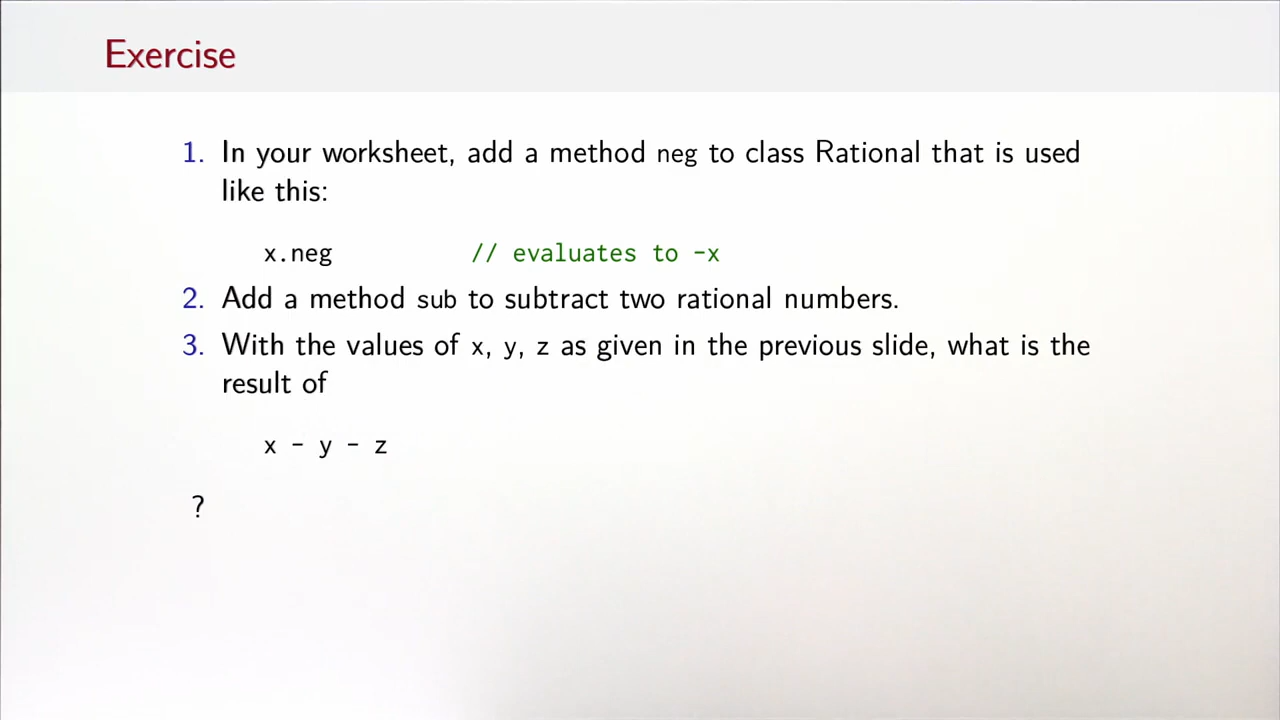 Exercise
1. In your worksheet, add a method neg to class Rational that is used
like this:
x.neg // evaluates to -x
2. Add a method sub to subtract two rational numbers.
3. With the values of x, y, z as given in the previous slide, what is the
result of
x - y - z
?